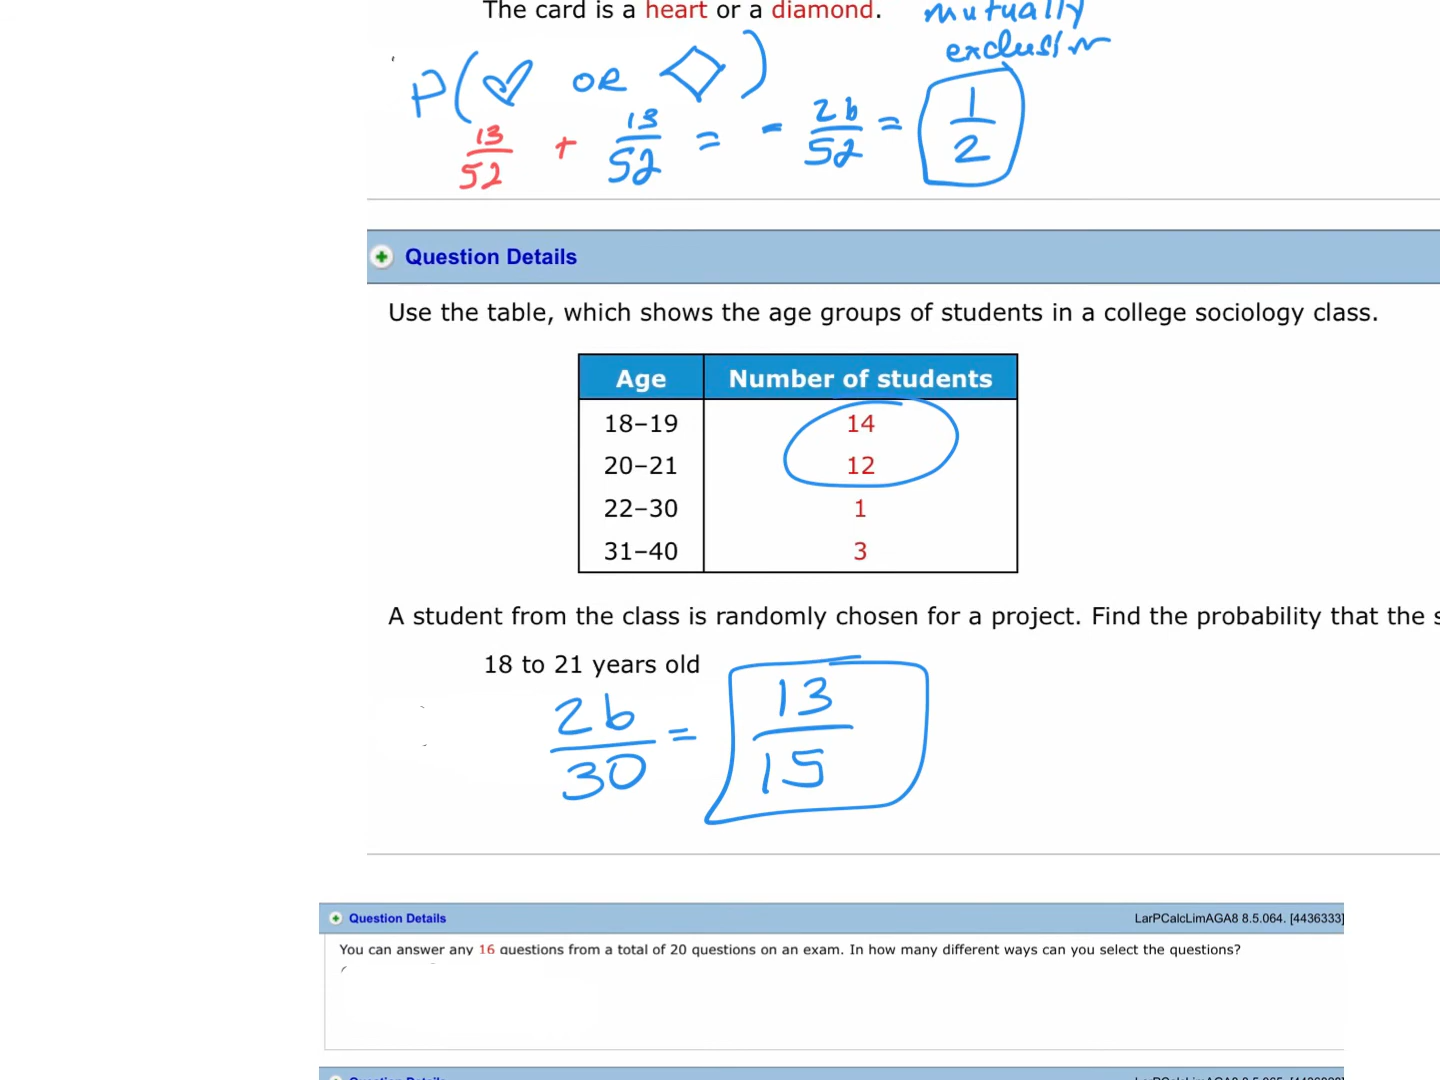 The card is a heart or a diamond. mutually
exclusiv
P(♡ OR ◇)
13/52 + 13/52 = - 26/52 = 1/2
Question Details
Use the table, which shows the age groups of students in a college sociology class.
Age Number of students
18–19 14
20–21 12
22–30 1
31–40 3
A student from the class is randomly chosen for a project. Find the probability that the s
18 to 21 years old
26/30 = 13/15
Question Details LarPCalcLimAGA8 8.5.064. [4436333]
You can answer any 16 questions from a total of 20 questions on an exam. In how many different ways can you select the questions?